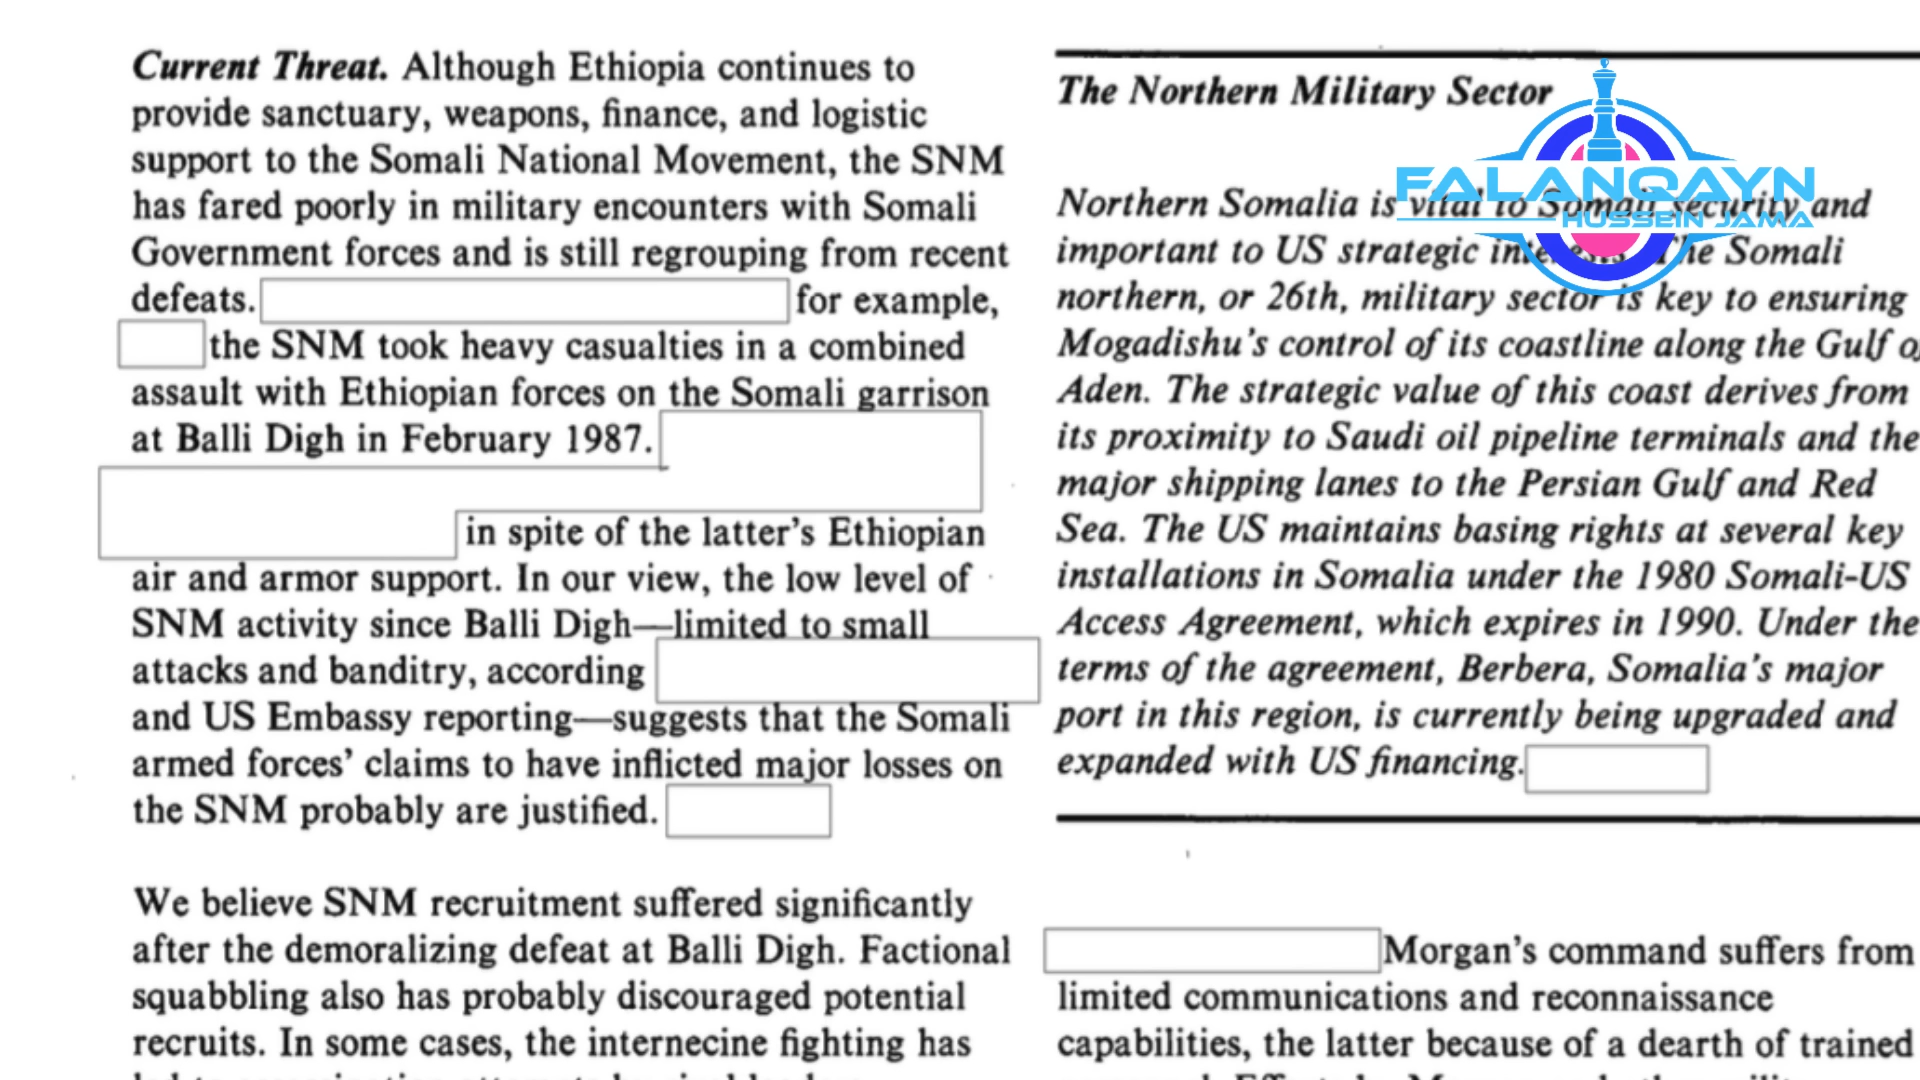 Current Threat. Although Ethiopia continues to
provide sanctuary, weapons, finance, and logistic
support to the Somali National Movement, the SNM
has fared poorly in military encounters with Somali
Government forces and is still regrouping from recent
defeats. for example,
the SNM took heavy casualties in a combined
assault with Ethiopian forces on the Somali garrison
at Balli Digh in February 1987.
in spite of the latter's Ethiopian
air and armor support. In our view, the low level of
SNM activity since Balli Digh—limited to small
attacks and banditry, according
and US Embassy reporting—suggests that the Somali
armed forces' claims to have inflicted major losses on
the SNM probably are justified.
We believe SNM recruitment suffered significantly
after the demoralizing defeat at Balli Digh. Factional
squabbling also has probably discouraged potential
recruits. In some cases, the internecine fighting has
The Northern Military Sector
Northern Somalia is vital to Somali security and
important to US strategic interests. The Somali
northern, or 26th, military sector is key to ensuring
Mogadishu's control of its coastline along the Gulf of
Aden. The strategic value of this coast derives from
its proximity to Saudi oil pipeline terminals and the
major shipping lanes to the Persian Gulf and Red
Sea. The US maintains basing rights at several key
installations in Somalia under the 1980 Somali-US
Access Agreement, which expires in 1990. Under the
terms of the agreement, Berbera, Somalia's major
port in this region, is currently being upgraded and
expanded with US financing.
Morgan's command suffers from
limited communications and reconnaissance
capabilities, the latter because of a dearth of trained
FALANQAYN
HUSSEIN JAMA